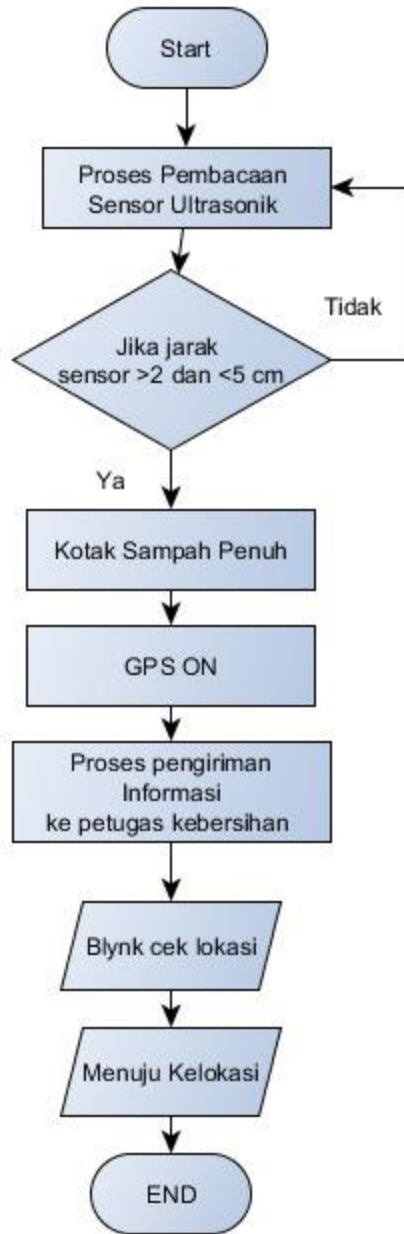 Start
Proses Pembacaan
Sensor Ultrasonik
Tidak
Jika jarak
sensor >2 dan <5 cm
Ya
Kotak Sampah Penuh
GPS ON
Proses pengiriman
Informasi
ke petugas kebersihan
Blynk cek lokasi
Menuju Kelokasi
END